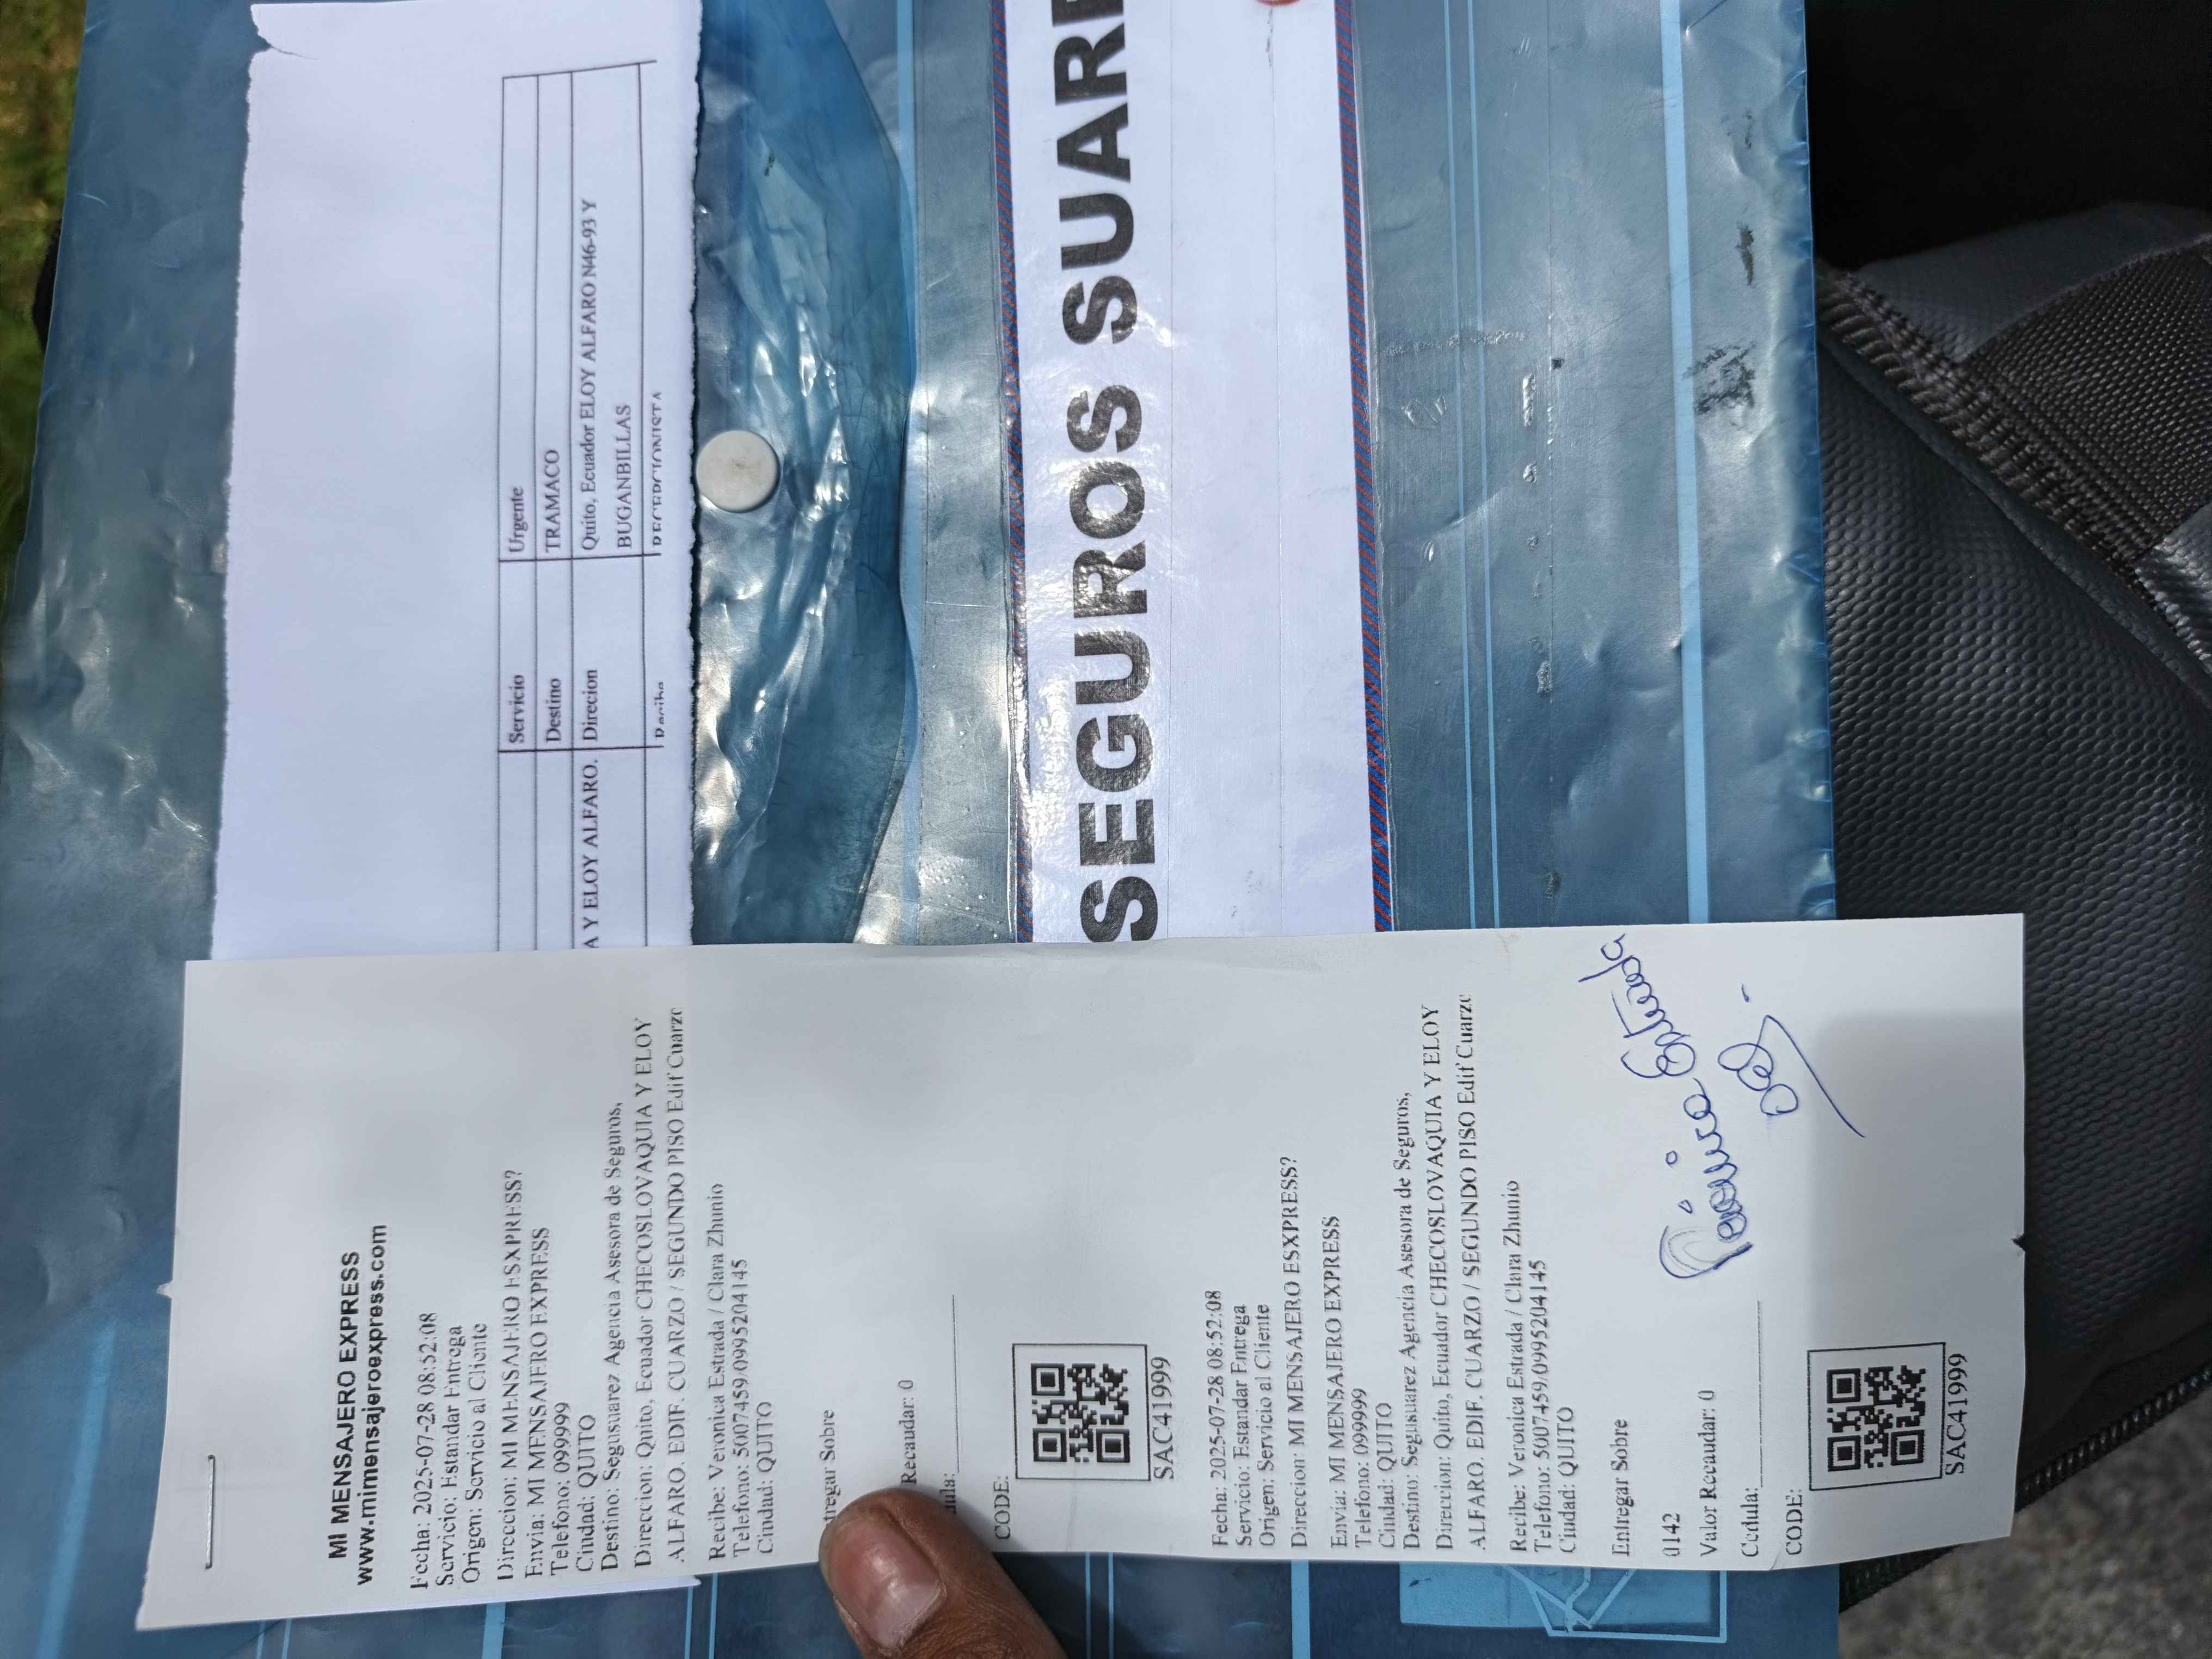 MI MENSAJERO EXPRESS
www.mimensajeroexpress.com
Fecha: 2025-07-28 08:52:08
Servicio: Estandar Entrega
Origen: Servicio al Cliente
Direccion: MI MENSAJERO ESXPRESS?
Envia: MI MENSAJERO EXPRESS
Telefono: 099999
Ciudad: QUITO
Destino: Segusuarez Agencia Asesora de Seguros,
Direccion: Quito, Ecuador CHECOSLOVAQUIA Y ELOY
ALFARO. EDIF. CUARZO / SEGUNDO PISO Edif Cuarzo
Recibe: Veronica Estrada / Clara Zhunio
Telefono: 5007459/0995204145
Ciudad: QUITO
tregar Sobre
Recaudar: 0
dula:
CODE:
SAC41999
Fecha: 2025-07-28 08:52:08
Servicio: Estandar Entrega
Origen: Servicio al Cliente
Direccion: MI MENSAJERO ESXPRESS?
Envia: MI MENSAJERO EXPRESS
Telefono: 099999
Ciudad: QUITO
Destino: Segusuarez Agencia Asesora de Seguros,
Direccion: Quito, Ecuador CHECOSLOVAQUIA Y ELOY
ALFARO. EDIF. CUARZO / SEGUNDO PISO Edif Cuarzo
Recibe: Veronica Estrada / Clara Zhunio
Telefono: 5007459/0995204145
Ciudad: QUITO
Entregar Sobre
0142
Valor Recaudar: 0
Cedula:
Estrada
CODE:
SAC41999
Servicio Urgente
Destino TRAMACO
A Y ELOY ALFARO. Direcion Quito, Ecuador ELOY ALFARO N46-93 Y
BUGANBILLAS
Recibe RECEPCIONISTA
SEGUROS SUAR